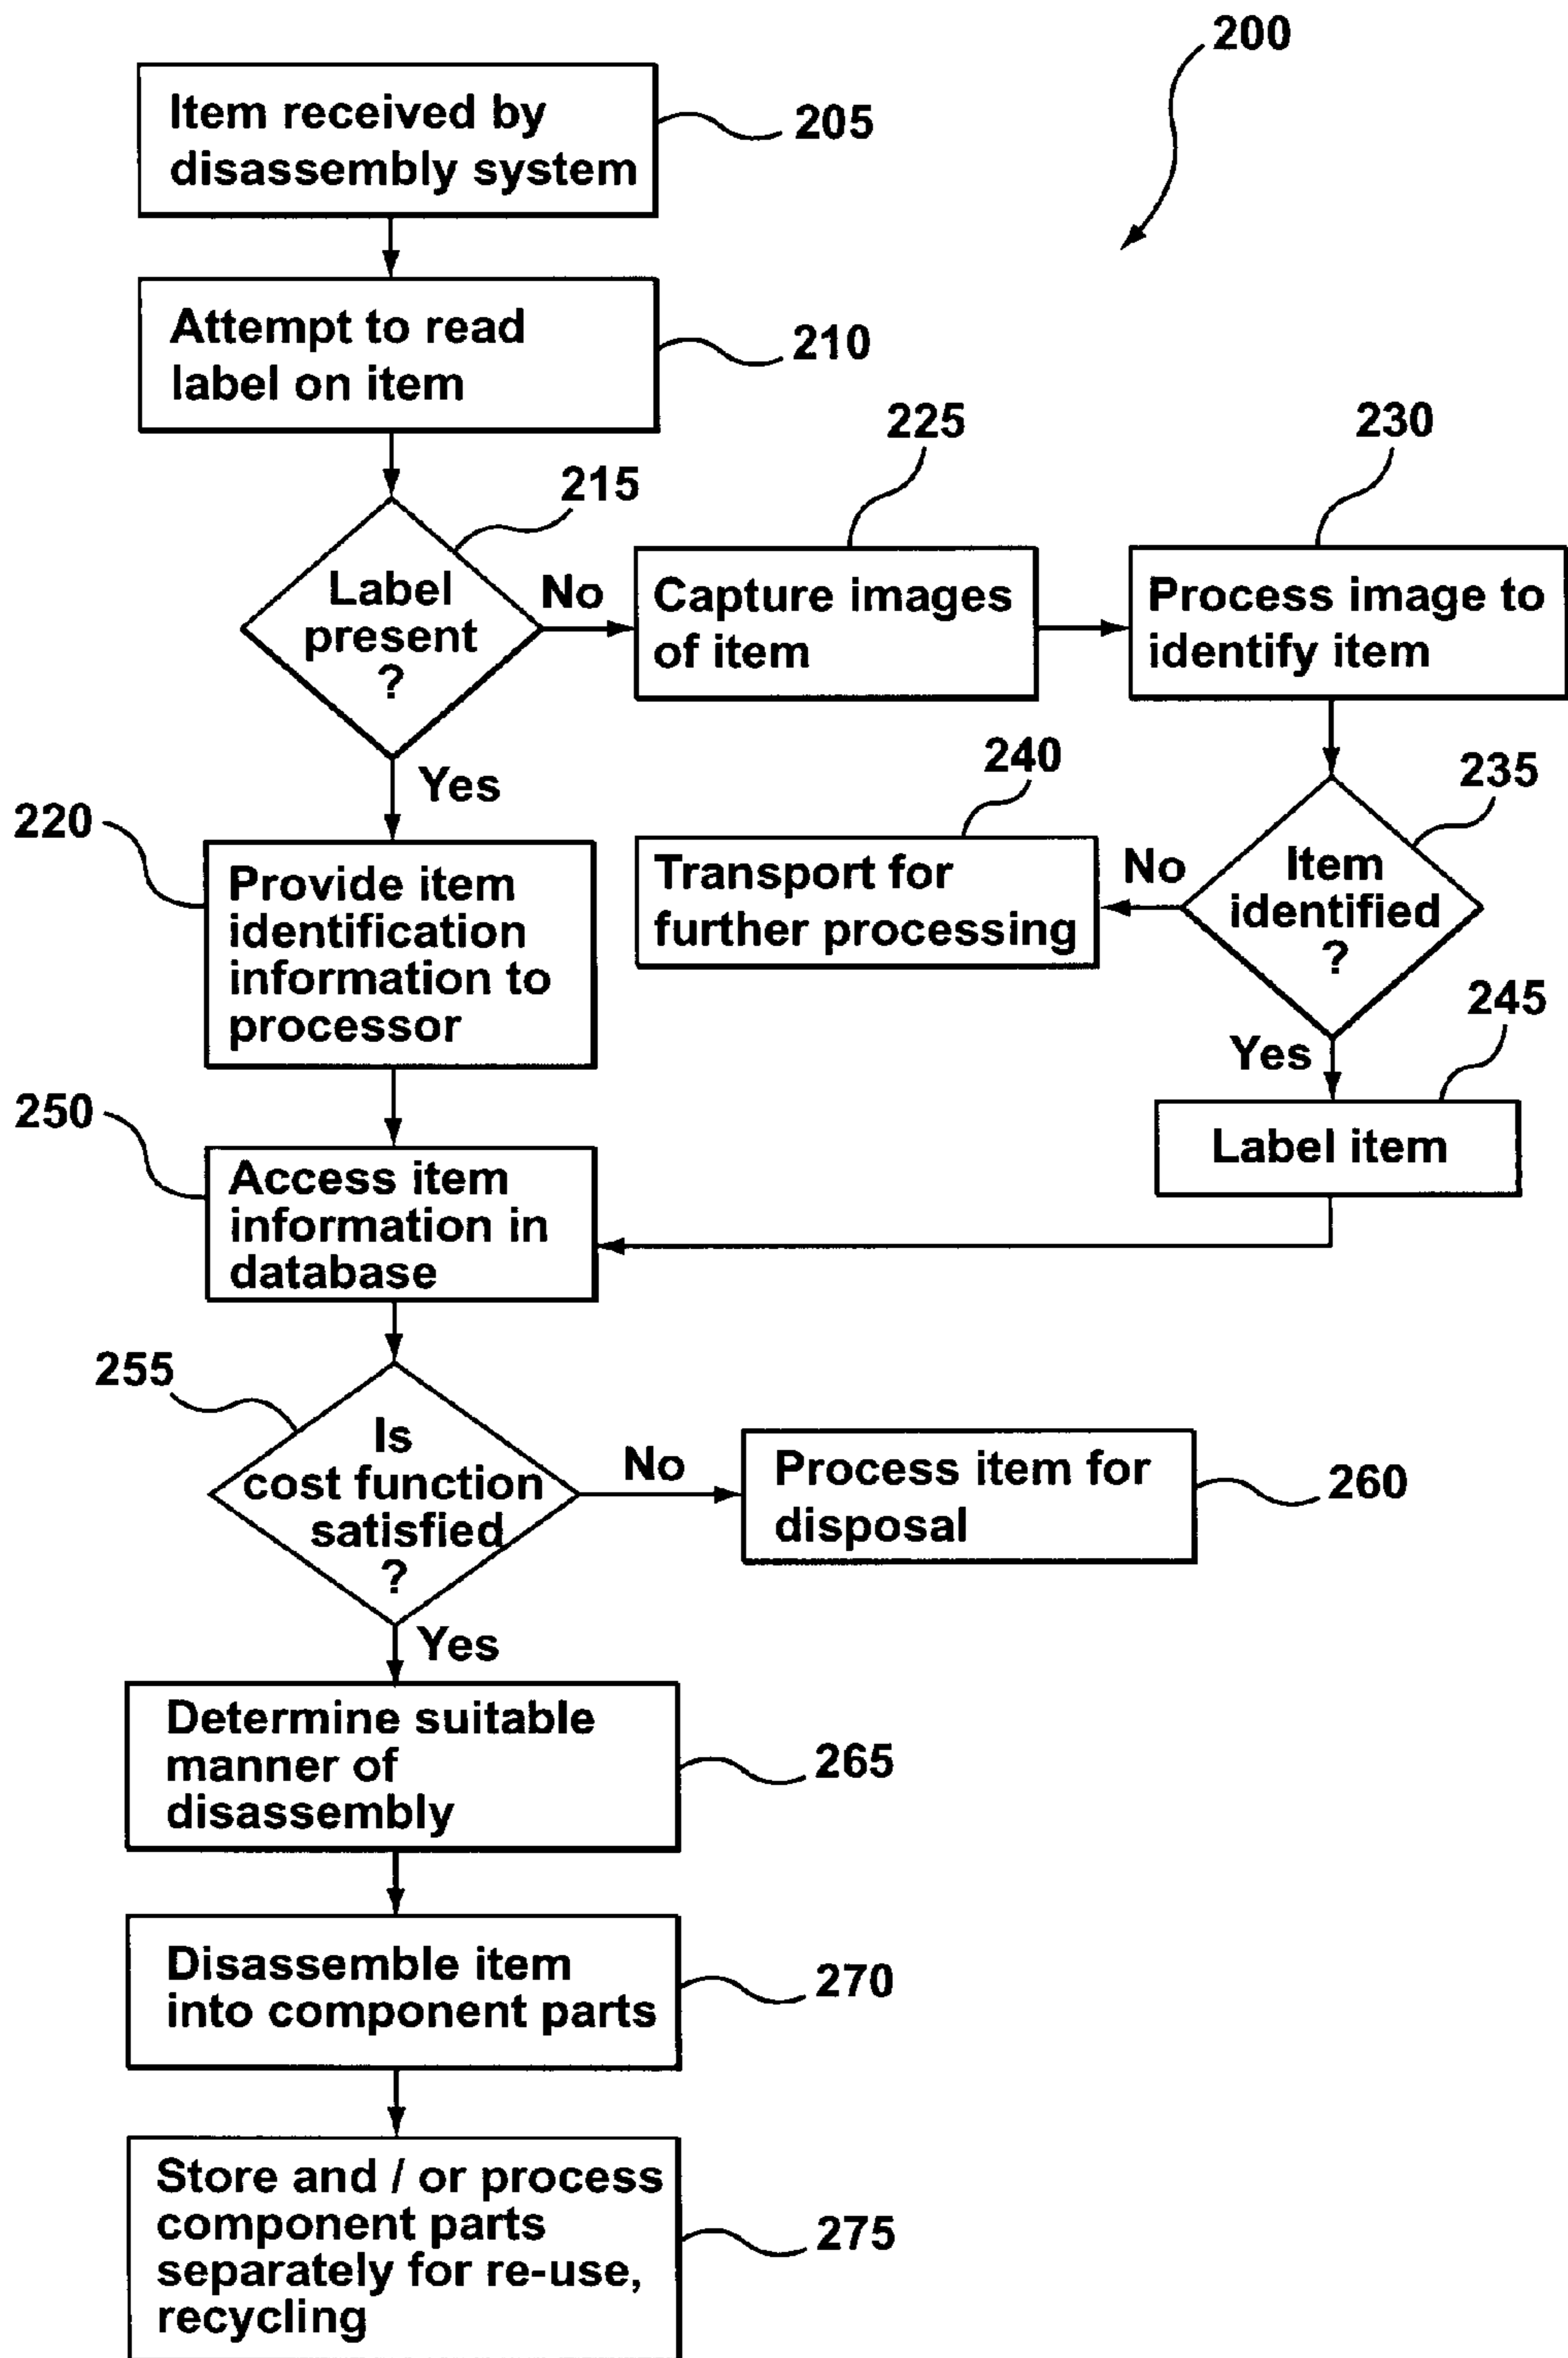 200
Item received by
disassembly system
205
Attempt to read
label on item
210
225
230
215
Label
present
?
No
Capture images
of item
Process image to
identify item
Yes
240
235
220
Provide item
identification
information to
processor
Transport for
further processing
No
Item
identified
?
245
Yes
Label item
250
Access item
information in
database
255
Is
cost function
satisfied
?
No
Process item for
disposal
260
Yes
Determine suitable
manner of
disassembly
265
Disassemble item
into component parts
270
Store and / or process
component parts
separately for re-use,
recycling
275